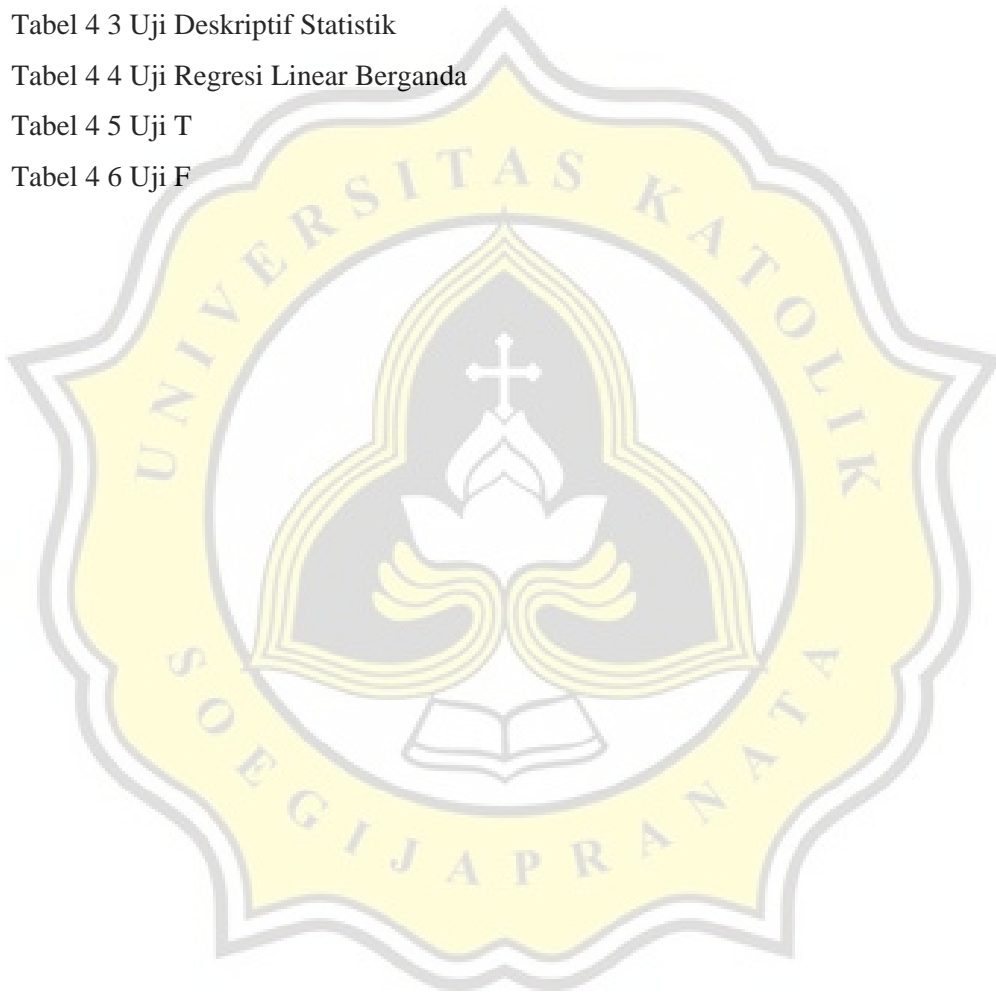 Tabel 4 3 Uji Deskriptif Statistik
Tabel 4 4 Uji Regresi Linear Berganda
Tabel 4 5 Uji T
Tabel 4 6 Uji F
UNIVERSITAS KATOLIK
SOEGIJAPRANATA